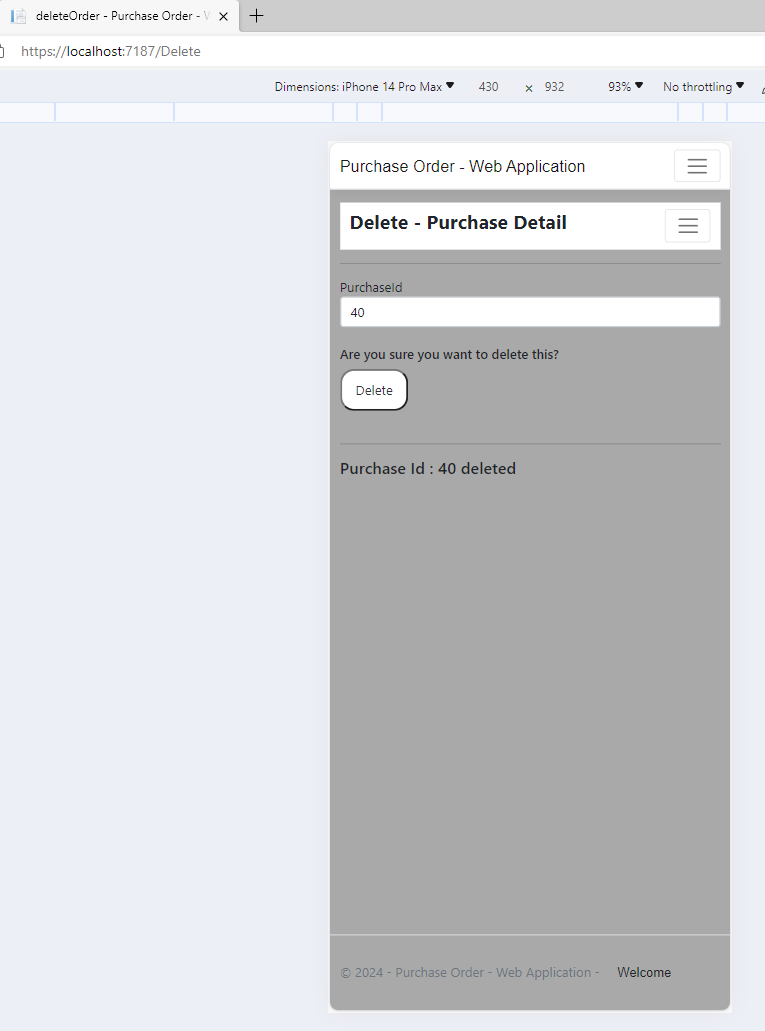 deleteOrder - Purchase Order -
https://localhost:7187/Delete
Dimensions: iPhone 14 Pro Max 430 × 932 93% No throttling
Purchase Order - Web Application
Delete - Purchase Detail
PurchaseId
40
Are you sure you want to delete this?
Delete
Purchase Id : 40 deleted
© 2024 - Purchase Order - Web Application - Welcome